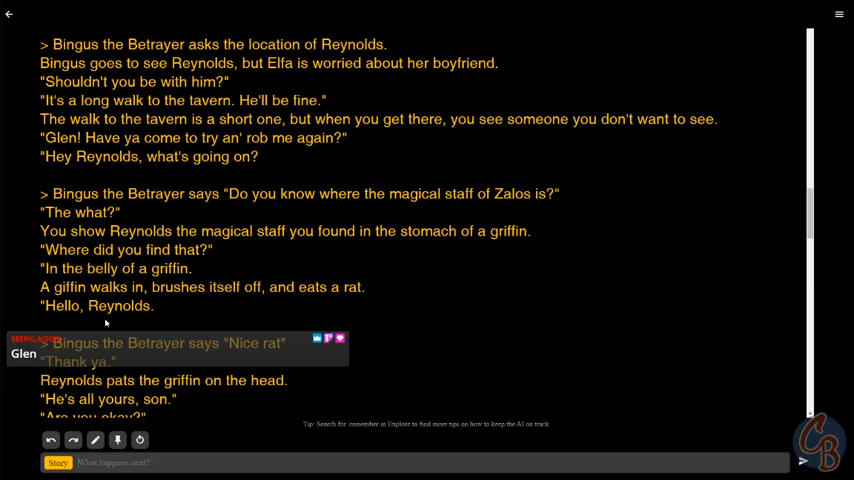 > Bingus the Betrayer asks the location of Reynolds.
Bingus goes to see Reynolds, but Elfa is worried about her boyfriend.
"Shouldn't you be with him?"
"It's a long walk to the tavern. He'll be fine."
The walk to the tavern is a short one, but when you get there, you see someone you don't want to see.
"Glen! Have ya come to try an' rob me again?"
"Hey Reynolds, what's going on?
> Bingus the Betrayer says "Do you know where the magical staff of Zalos is?"
"The what?"
You show Reynolds the magical staff you found in the stomach of a griffin.
"Where did you find that?"
"In the belly of a griffin.
A giffin walks in, brushes itself off, and eats a rat.
"Hello, Reynolds.
> Bingus the Betrayer says "Nice rat"
Glen
"Thank ya."
Reynolds pats the griffin on the head.
"He's all yours, son."
"Are you okay?"
Tip: Search for /remember in Explore to find more tips on how to keep the AI on track
Story
What happens next?
CB